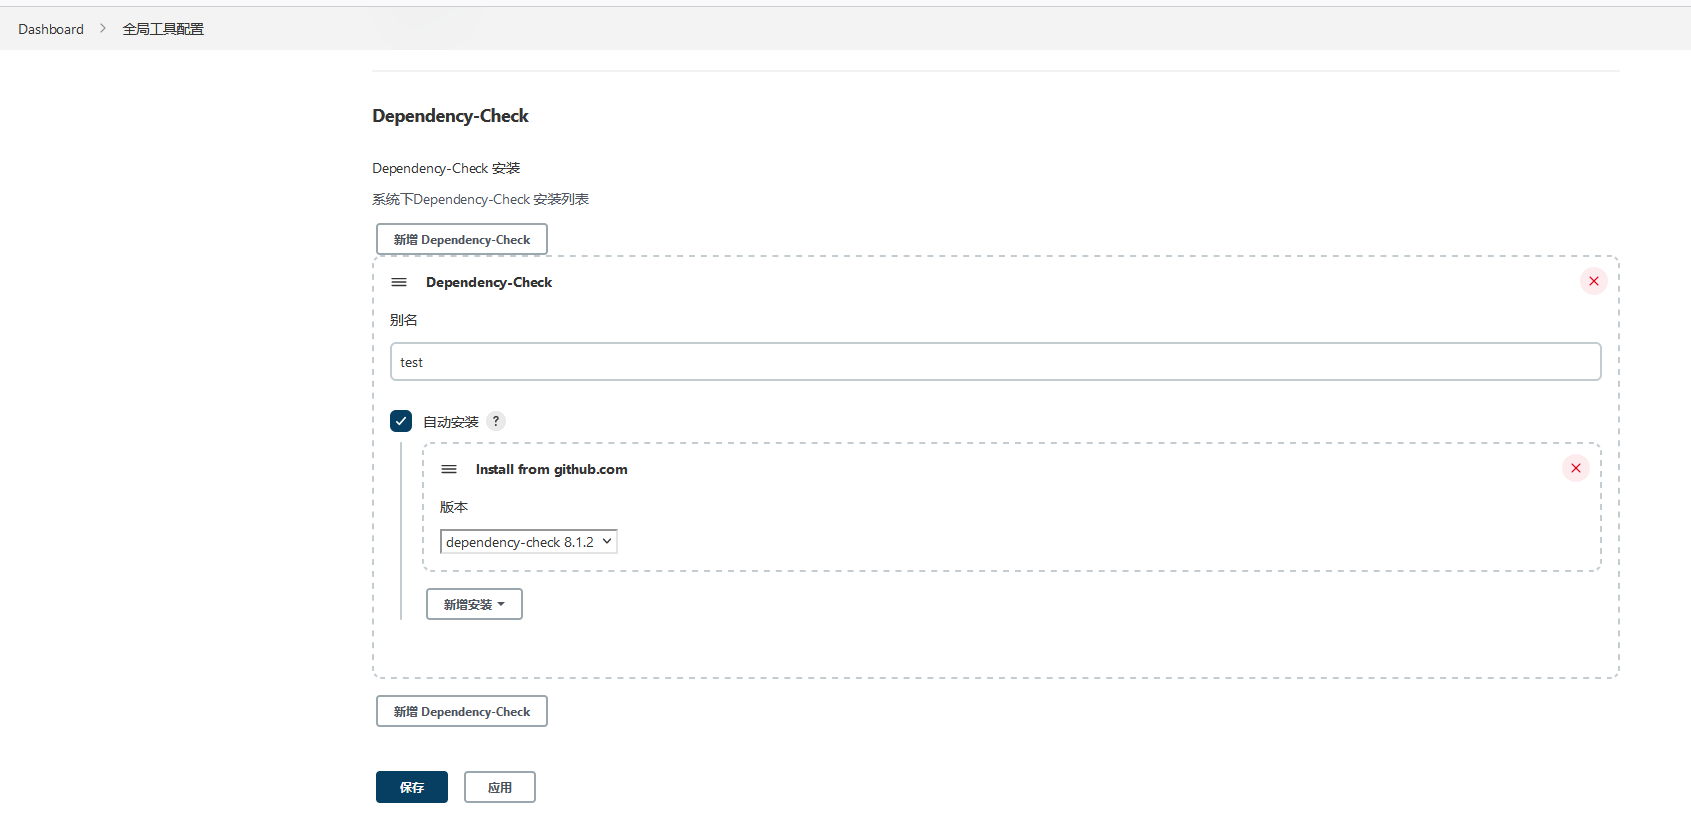 Dashboard
全局工具配置
Dependency-Check
Dependency-Check 安装
系统下Dependency-Check 安装列表
新增 Dependency-Check
Dependency-Check
别名
test
自动安装 ?
Install from github.com
版本
dependency-check 8.1.2
新增安装
新增 Dependency-Check
保存
应用